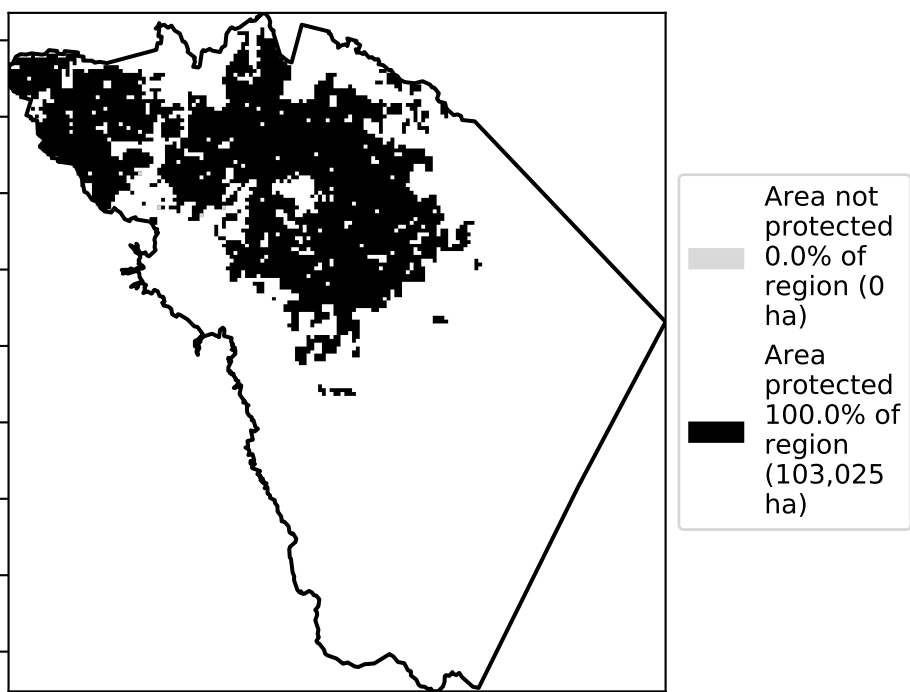 Area not
protected
0.0% of
region (0
ha)
Area
protected
100.0% of
region
(103,025
ha)